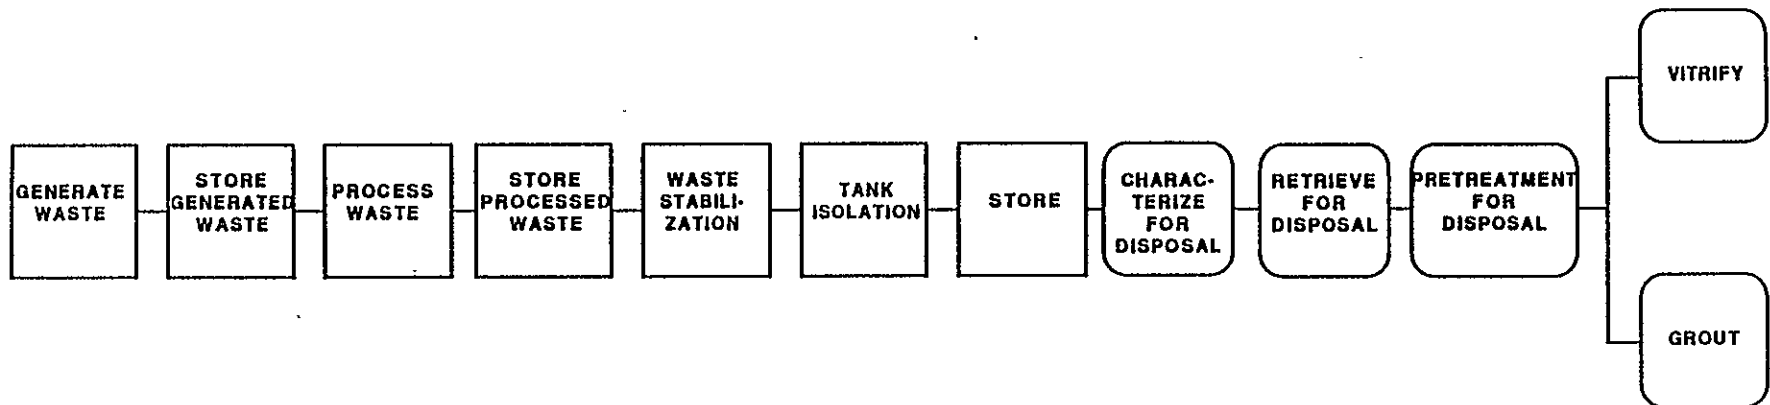 GENERATE
WASTE
STORE
GENERATED
WASTE
PROCESS
WASTE
STORE
PROCESSED
WASTE
WASTE
STABILI-
ZATION
TANK
ISOLATION
STORE
CHARAC-
TERIZE
FOR
DISPOSAL
RETRIEVE
FOR
DISPOSAL
PRETREATMENT
FOR
DISPOSAL
VITRIFY
GROUT